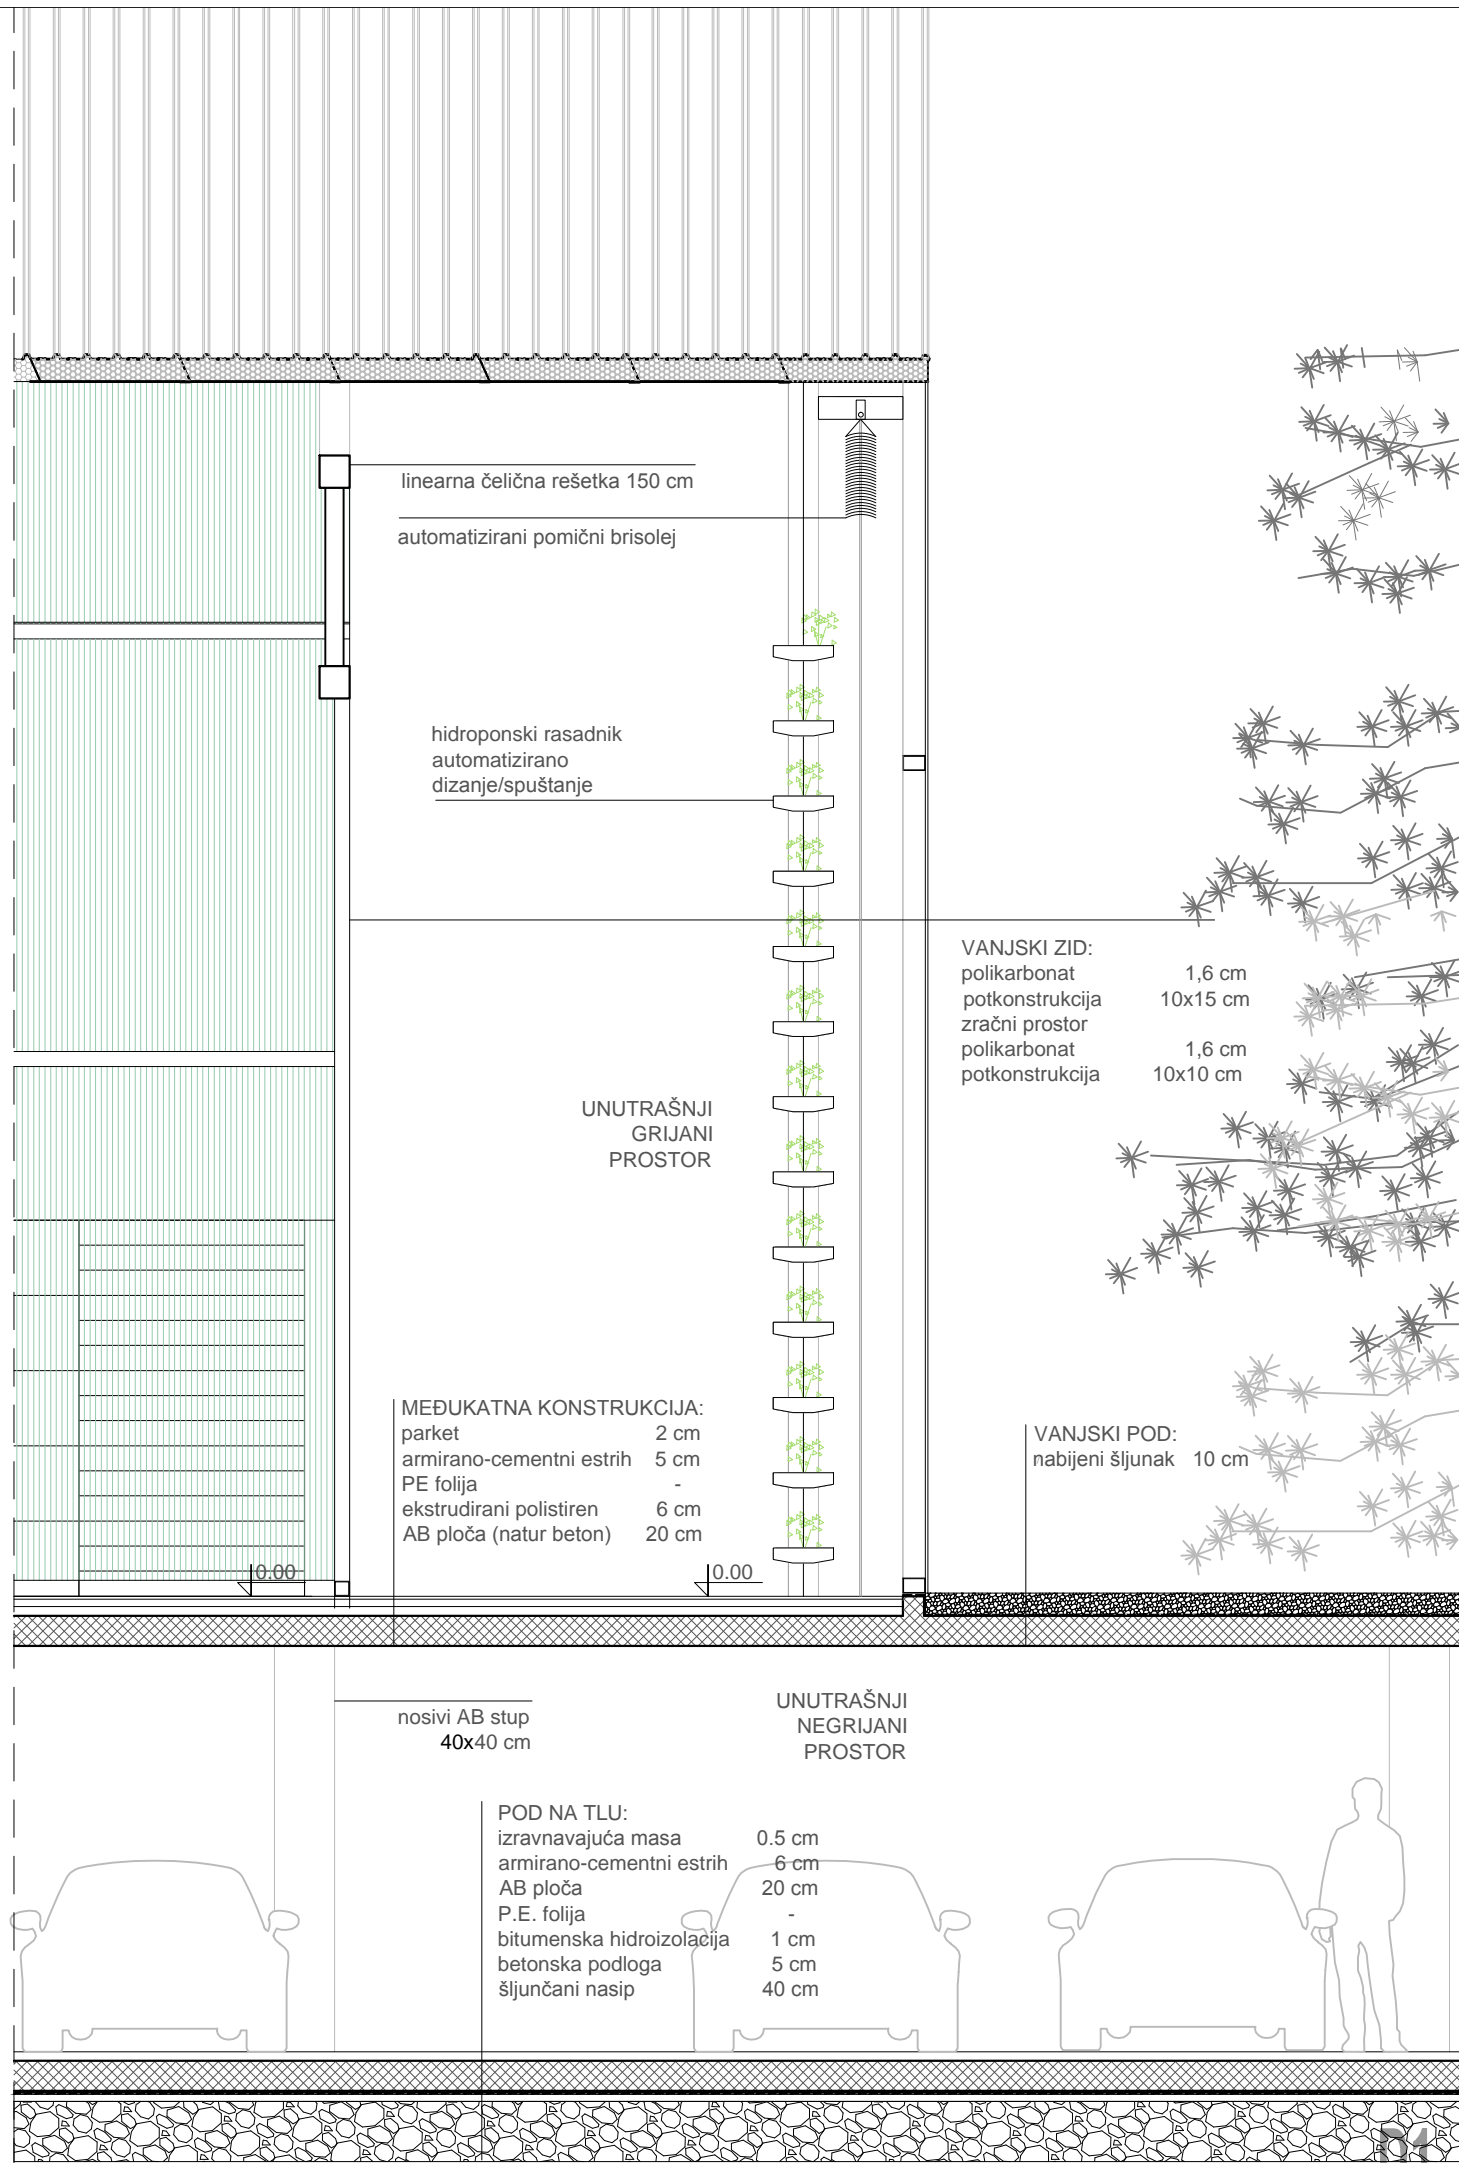 linearna čelična rešetka 150 cm
automatizirani pomični brisolej
hidroponski rasadnik
automatizirano
dizanje/spuštanje
VANJSKI ZID:
polikarbonat 1,6 cm
potkonstrukcija 10x15 cm
zračni prostor
polikarbonat 1,6 cm
potkonstrukcija 10x10 cm
UNUTRAŠNJI
GRIJANI
PROSTOR
MEĐUKATNA KONSTRUKCIJA:
parket 2 cm
armirano-cementni estrih 5 cm
PE folija -
ekstrudirani polistiren 6 cm
AB ploča (natur beton) 20 cm
VANJSKI POD:
nabijeni šljunak 10 cm
0.00
0.00
nosivi AB stup
40x40 cm
UNUTRAŠNJI
NEGRIJANI
PROSTOR
POD NA TLU:
izravnavajuća masa 0.5 cm
armirano-cementni estrih 6 cm
AB ploča 20 cm
P.E. folija -
bitumenska hidroizolacija 1 cm
betonska podloga 5 cm
šljunčani nasip 40 cm
D1